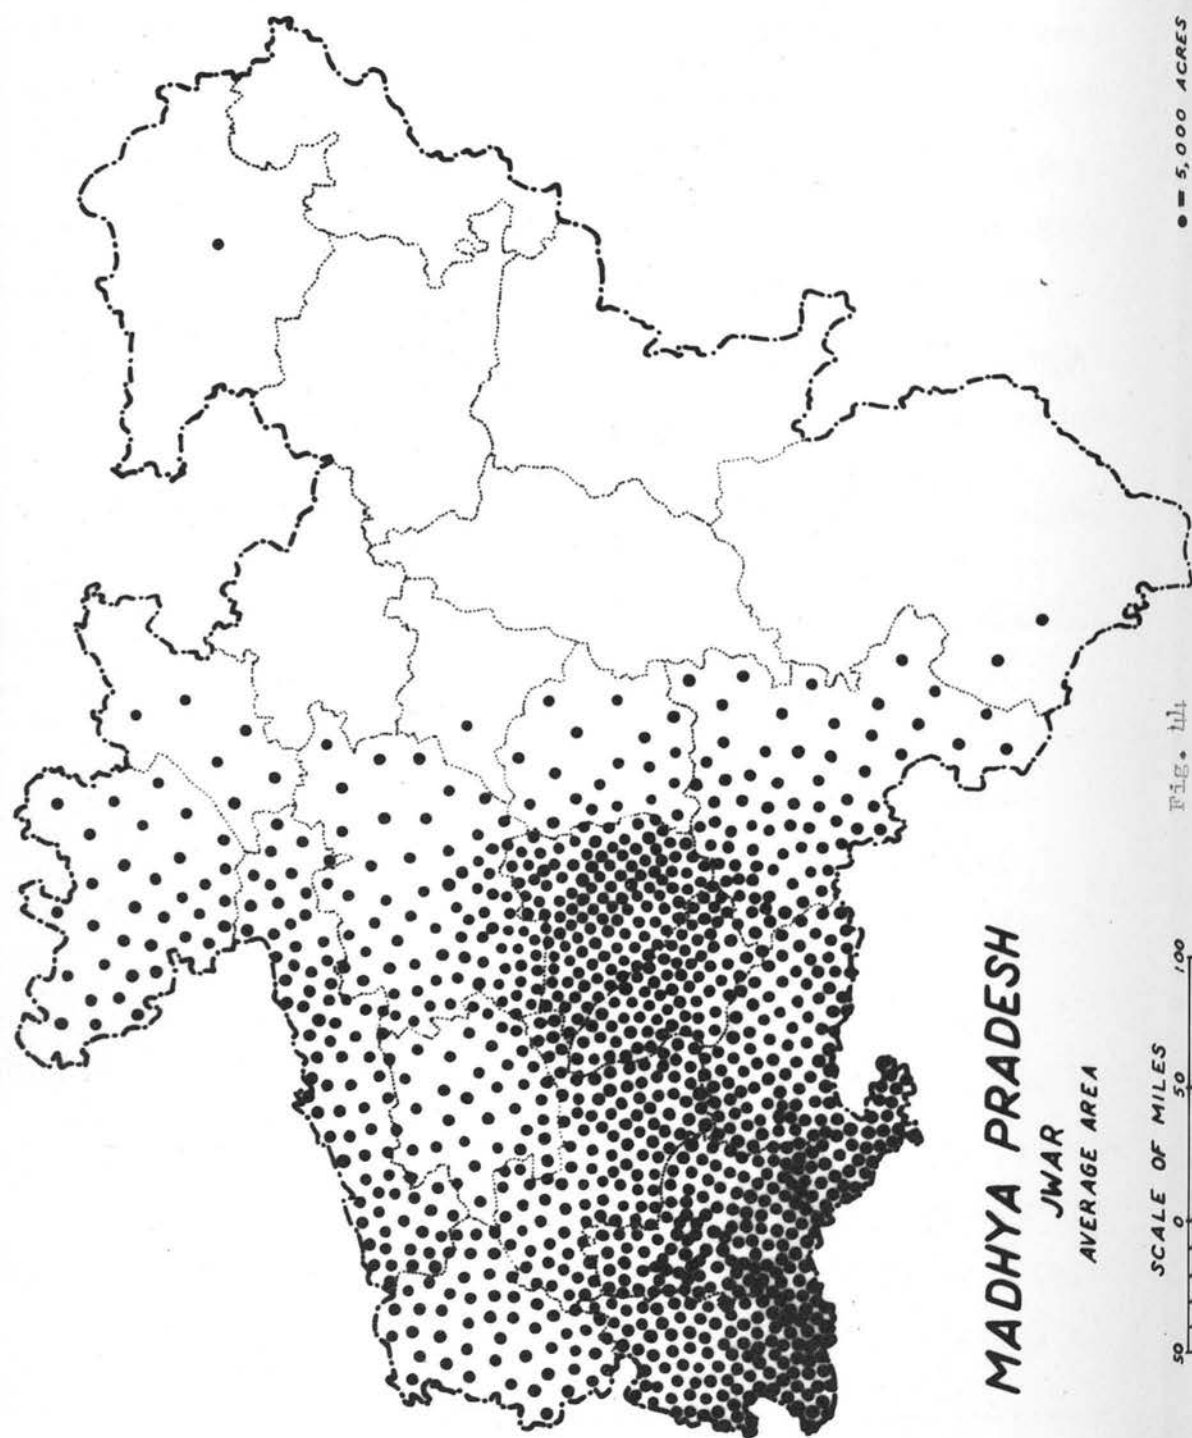 MADHYA PRADESH
JWAR
AVERAGE AREA
SCALE OF MILES
50 0 50 100
● = 5,000 ACRES
Fig. 44